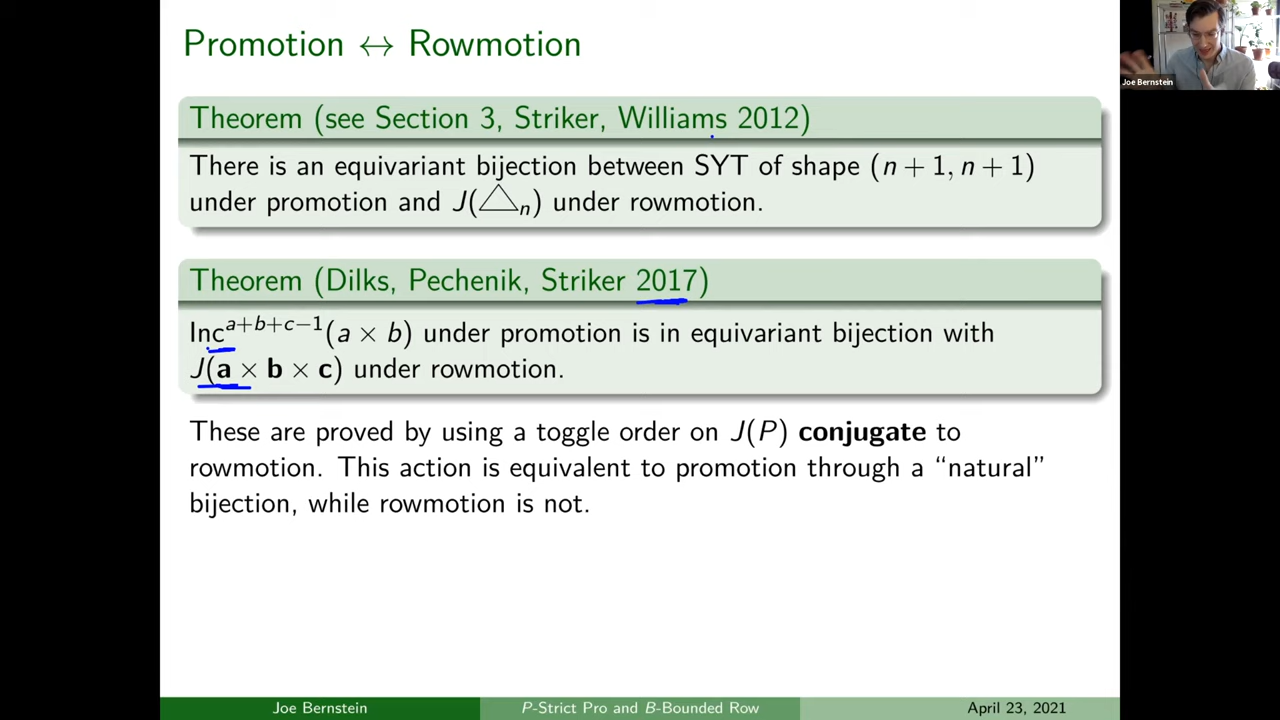 Promotion ↔ Rowmotion
Joe Bernstein
Theorem (see Section 3, Striker, Williams 2012)
There is an equivariant bijection between SYT of shape (n + 1, n + 1)
under promotion and J(△n) under rowmotion.
Theorem (Dilks, Pechenik, Striker 2017)
Inc^{a+b+c−1}(a × b) under promotion is in equivariant bijection with
J(a × b × c) under rowmotion.
These are proved by using a toggle order on J(P) conjugate to
rowmotion. This action is equivalent to promotion through a “natural”
bijection, while rowmotion is not.
Joe Bernstein P-Strict Pro and B-Bounded Row April 23, 2021